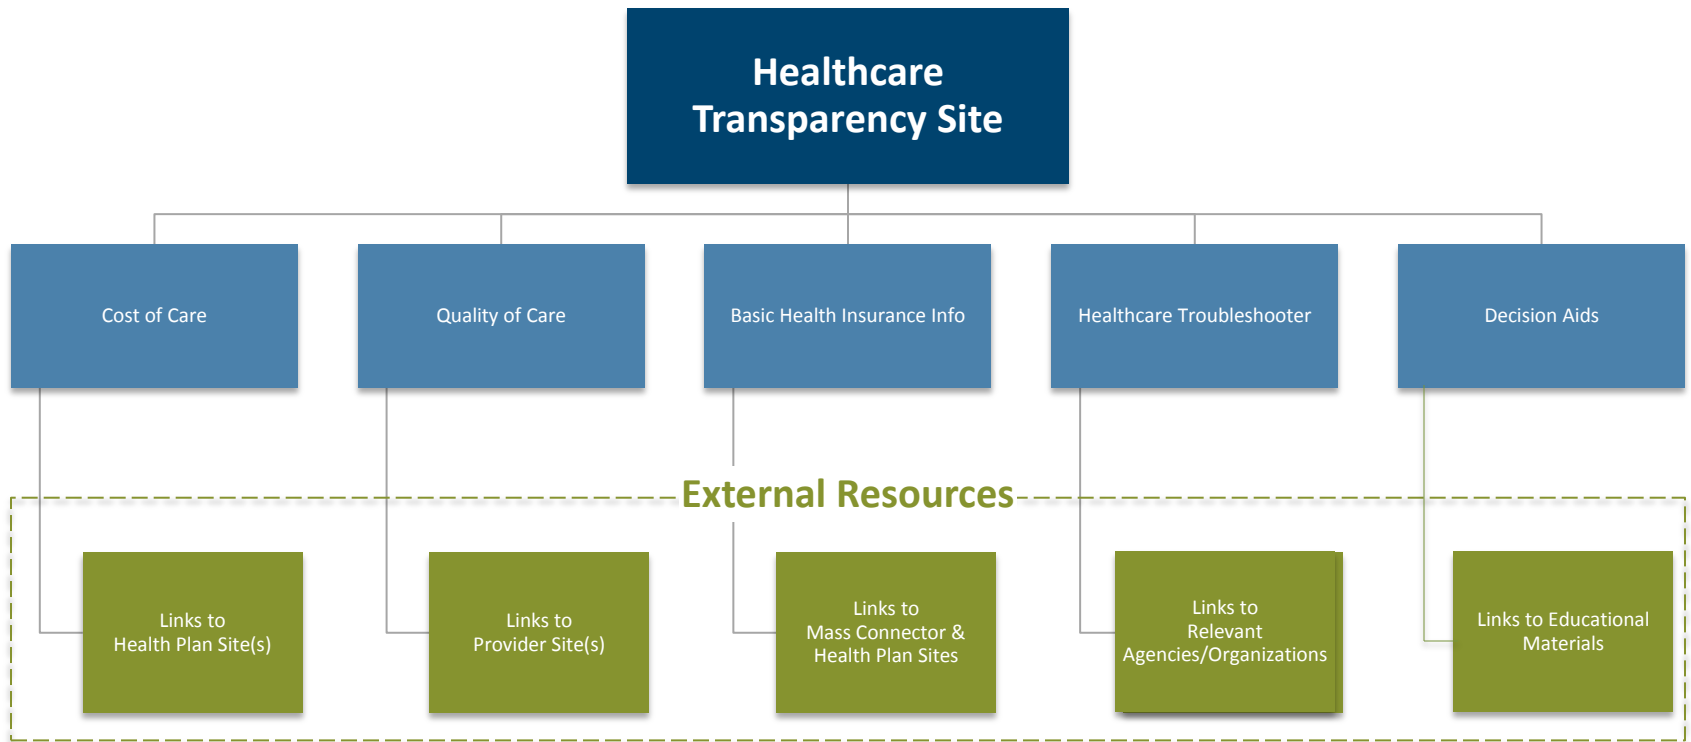 Healthcare
Transparency Site
Cost of Care
Quality of Care
Basic Health Insurance Info
Healthcare Troubleshooter
Decision Aids
External Resources
Links to
Health Plan Site(s)
Links to
Provider Site(s)
Links to
Mass Connector &
Health Plan Sites
Links to
Relevant
Agencies/Organizations
Links to Educational
Materials